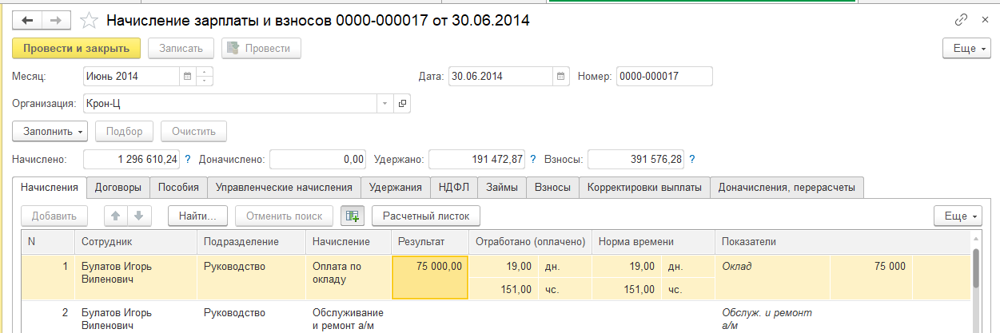 Начисление зарплаты и взносов 0000-000017 от 30.06.2014
Провести и закрыть Записать Провести Еще
Месяц: Июнь 2014 Дата: 30.06.2014 Номер: 0000-000017
Организация: Крон-Ц
Заполнить Подбор Очистить
Начислено: 1 296 610,24 ? Доначислено: 0,00 Удержано: 191 472,87 ? Взносы: 391 576,28 ?
Начисления Договоры Пособия Управленческие начисления Удержания НДФЛ Займы Взносы Корректировки выплаты Доначисления, перерасчеты
Добавить Найти... Отменить поиск Расчетный листок Еще
N Сотрудник Подразделение Начисление Результат Отработано (оплачено) Норма времени Показатели
1 Булатов Игорь Руководство Оплата по 75 000,00 19,00 дн. 19,00 дн. Оклад 75 000
Виленович окладу 151,00 чс. 151,00 чс.
2 Булатов Игорь Руководство Обслуживание Обслуж. и ремонт
Виленович и ремонт а/м а/м